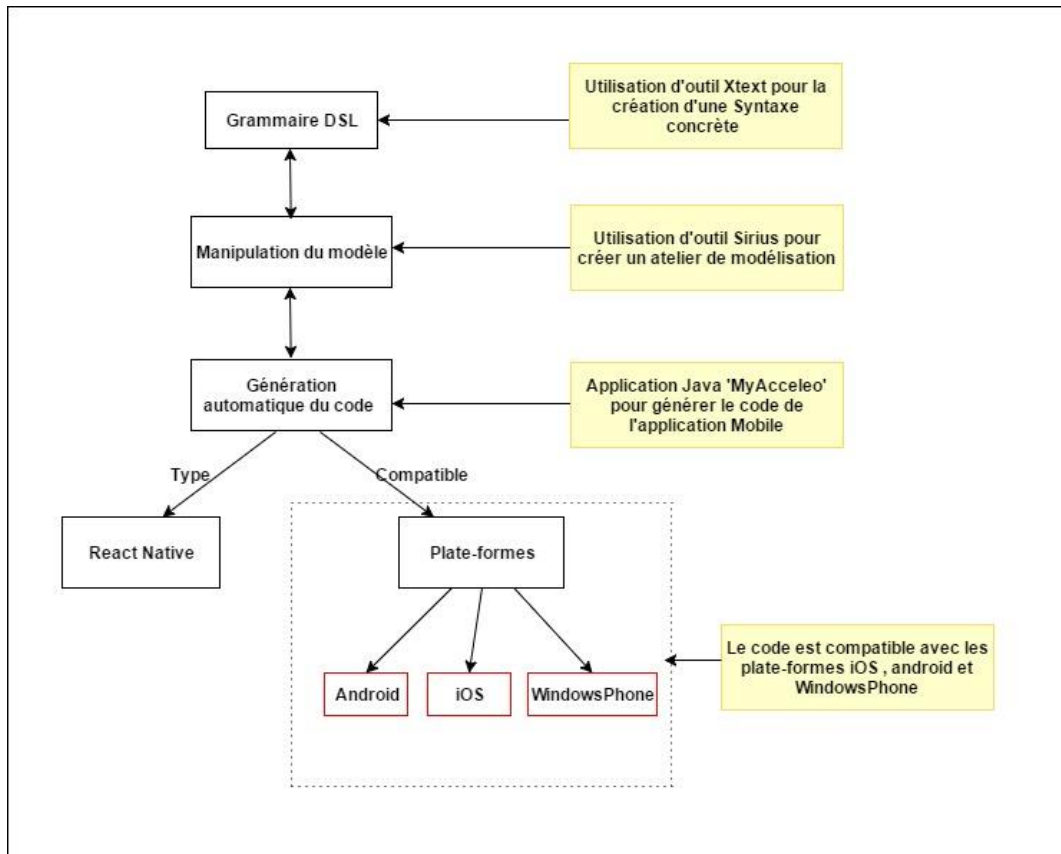 Utilisation d'outil Xtext pour la
création d'une Syntaxe
concrète
Grammaire DSL
Utilisation d'outil Sirius pour
créer un atelier de modélisation
Manipulation du modèle
Génération
automatique du code
Application Java 'MyAcceleo'
pour générer le code de
l'application Mobile
Type
Compatible
React Native
Plate-formes
Le code est compatible avec les
plate-formes iOS , android et
WindowsPhone
Android
iOS
WindowsPhone